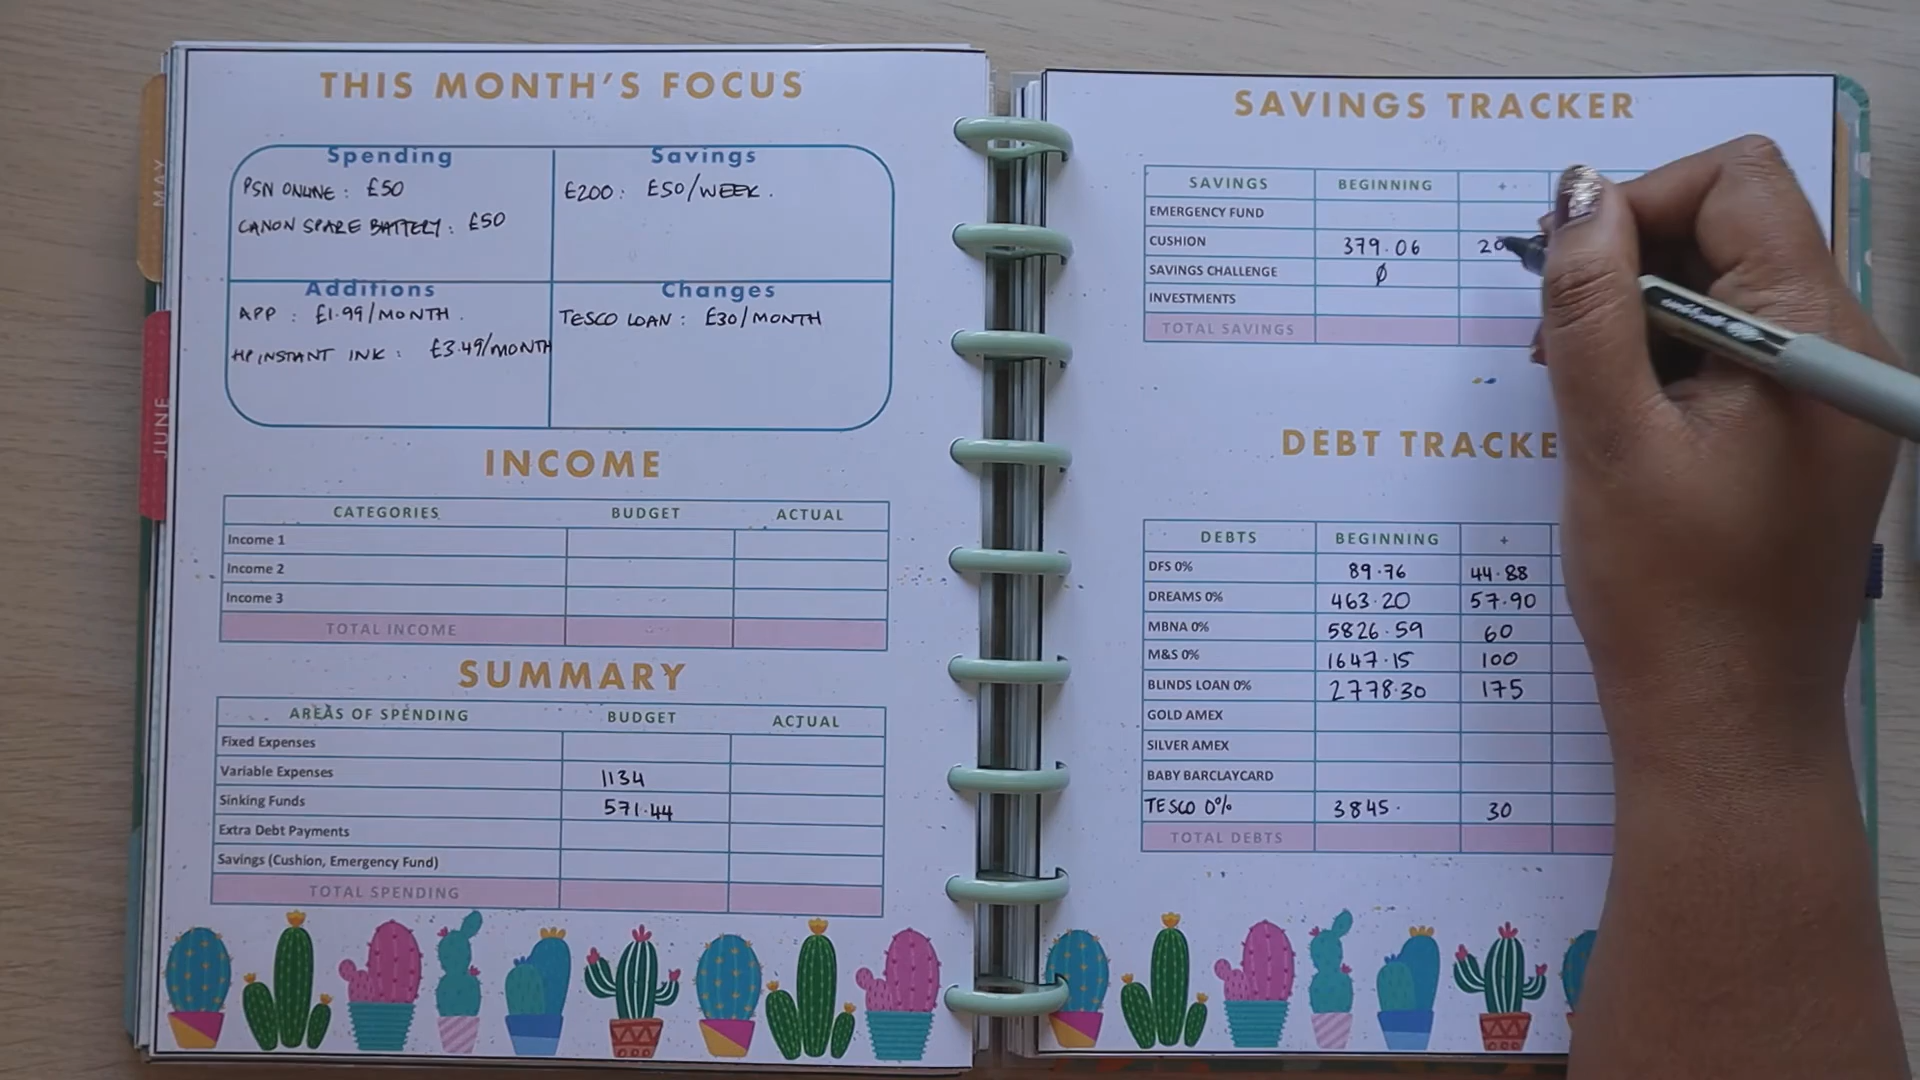 MAY
JUNE
THIS MONTH'S FOCUS
Spending
PSN ONLINE : £50
CANON SPARE BATTERY : £50
Savings
£200 : £50/WEEK .
Additions
APP : £1.99/MONTH .
HP INSTANT INK : £3.49/MONTH
Changes
TESCO LOAN : £30/MONTH
INCOME
CATEGORIES BUDGET ACTUAL
Income 1
Income 2
Income 3
TOTAL INCOME
SUMMARY
AREAS OF SPENDING BUDGET ACTUAL
Fixed Expenses
Variable Expenses 1134
Sinking Funds 571.44
Extra Debt Payments
Savings (Cushion, Emergency Fund)
TOTAL SPENDING
SAVINGS TRACKER
SAVINGS BEGINNING +
EMERGENCY FUND
CUSHION 379.06 20
SAVINGS CHALLENGE Ø
INVESTMENTS
TOTAL SAVINGS
DEBT TRACKE
DEBTS BEGINNING +
DFS 0% 89.76 44.88
DREAMS 0% 463.20 57.90
MBNA 0% 5826.59 60
M&S 0% 1647.15 100
BLINDS LOAN 0% 2778.30 175
GOLD AMEX
SILVER AMEX
BABY BARCLAYCARD
TESCO 0% 3845. 30
TOTAL DEBTS